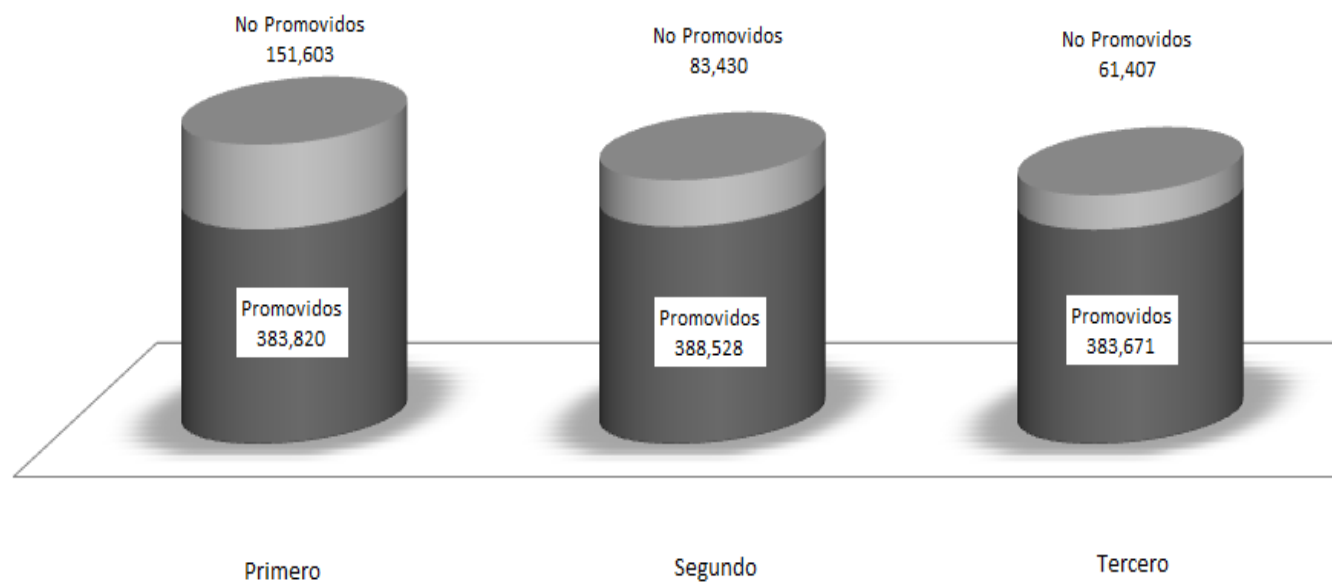 No Promovidos
151,603
No Promovidos
83,430
No Promovidos
61,407
Promovidos
383,820
Promovidos
388,528
Promovidos
383,671
Primero
Segundo
Tercero